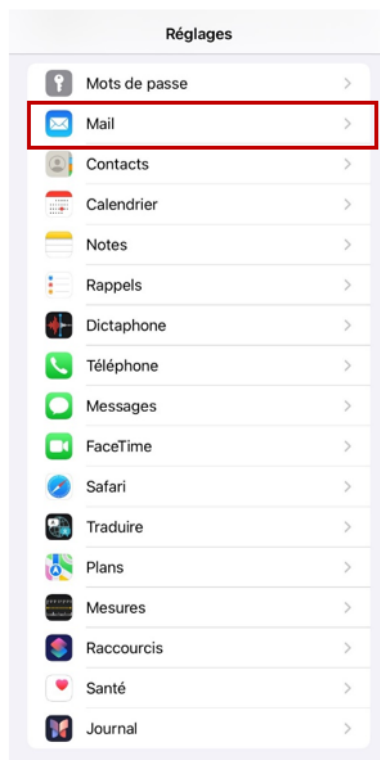 Réglages
Mots de passe
Mail
Contacts
Calendrier
Notes
Rappels
Dictaphone
Téléphone
Messages
FaceTime
Safari
Traduire
Plans
Mesures
Raccourcis
Santé
Journal